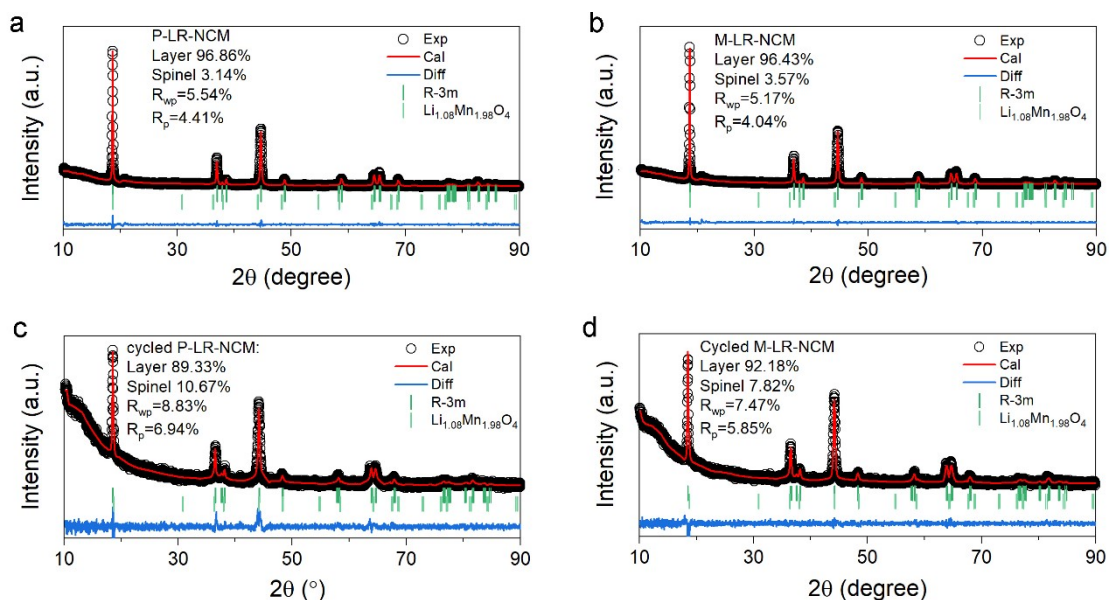 a
P-LR-NCM
Layer 96.86%
Spinel 3.14%
Rwp=5.54%
Rp=4.41%
Exp
Cal
Diff
R-3m
Li1.08Mn1.98O4
Intensity (a.u.)
10 30 50 70 90
2θ (degree)
b
M-LR-NCM
Layer 96.43%
Spinel 3.57%
Rwp=5.17%
Rp=4.04%
Exp
Cal
Diff
R-3m
Li1.08Mn1.98O4
Intensity (a.u.)
10 30 50 70 90
2θ (degree)
c
cycled P-LR-NCM:
Layer 89.33%
Spinel 10.67%
Rwp=8.83%
Rp=6.94%
Exp
Cal
Diff
R-3m
Li1.08Mn1.98O4
Intensity (a.u.)
10 30 50 70 90
2θ (°)
d
Cycled M-LR-NCM
Layer 92.18%
Spinel 7.82%
Rwp=7.47%
Rp=5.85%
Exp
Cal
Diff
R-3m
Li1.08Mn1.98O4
Intensity (a.u.)
10 30 50 70 90
2θ (degree)